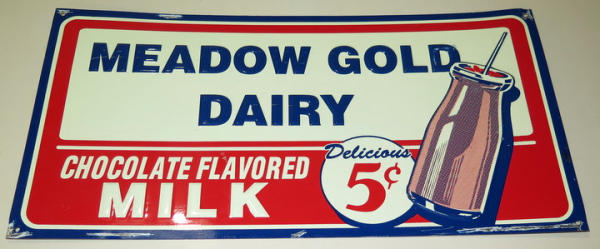 MEADOW GOLD
DAIRY
CHOCOLATE FLAVORED
MILK
Delicious
5¢